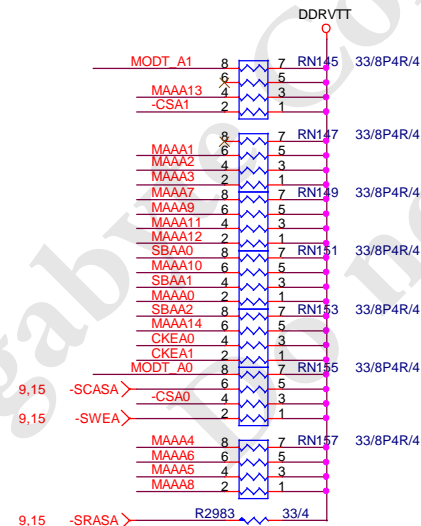 DDRVTT
MODT_A1 8 7 RN145 33/8P4R/4
6 5
MAAA13 4 3
-CSA1 2 1
8 7 RN147 33/8P4R/4
MAAA1 6 5
MAAA2 4 3
MAAA3 2 1
MAAA7 8 7 RN149 33/8P4R/4
MAAA9 6 5
MAAA11 4 3
MAAA12 2 1
SBAA0 8 7 RN151 33/8P4R/4
MAAA10 6 5
SBAA1 4 3
MAAA0 2 1
SBAA2 8 7 RN153 33/8P4R/4
MAAA14 6 5
CKEA0 4 3
CKEA1 2 1
MODT_A0 8 7 RN155 33/8P4R/4
9,15 -SCASA 6 5
-CSA0 4 3
9,15 -SWEA 2 1
MAAA4 8 7 RN157 33/8P4R/4
MAAA6 6 5
MAAA5 4 3
MAAA8 2 1
9,15 -SRASA R2983 33/4